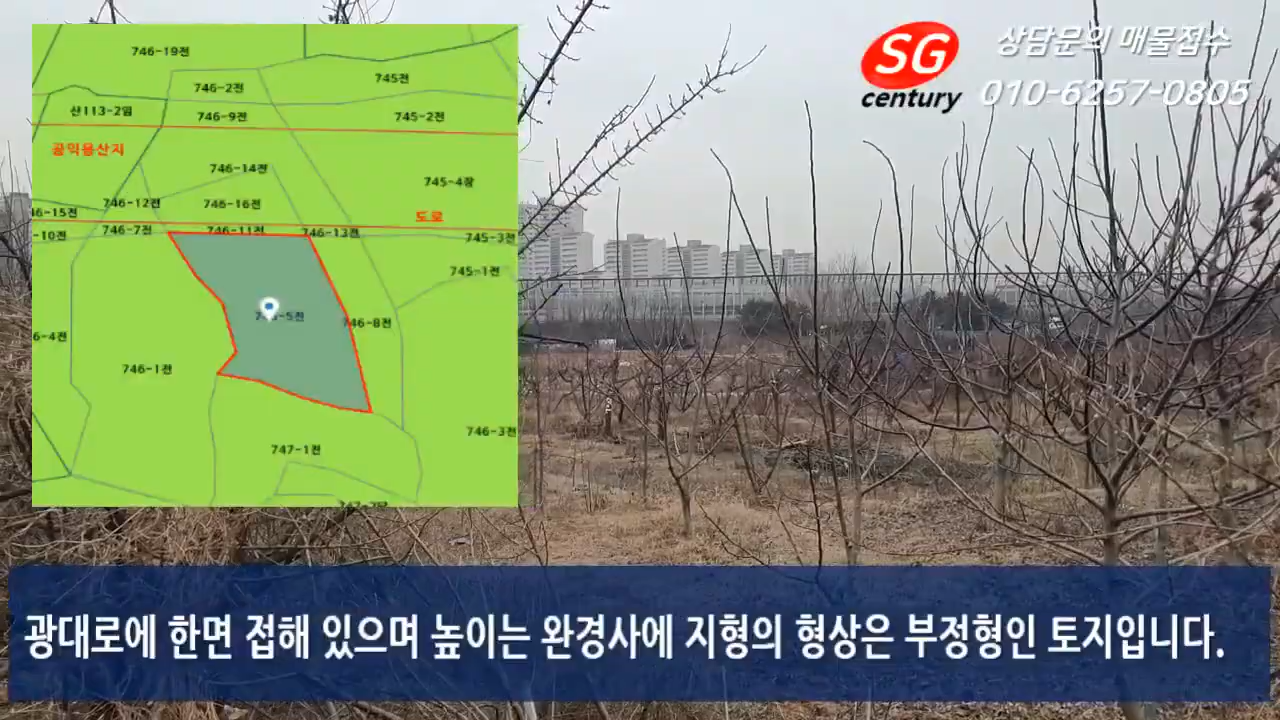 746-19전
746-2전
745전
산113-2임
746-9전
745-2전
공익용산지
746-14전
745-4장
746-12전
746-16전
46-15전
도로
-10전
746-7전
746-11전
746-13전
745-3전
745-1전
746-8전
6-4전
746-1전
746-3전
747-1전
SG
century
상담문의 매물접수
010-6257-0805
광대로에 한면 접해 있으며 높이는 완경사에 지형의 형상은 부정형인 토지입니다.